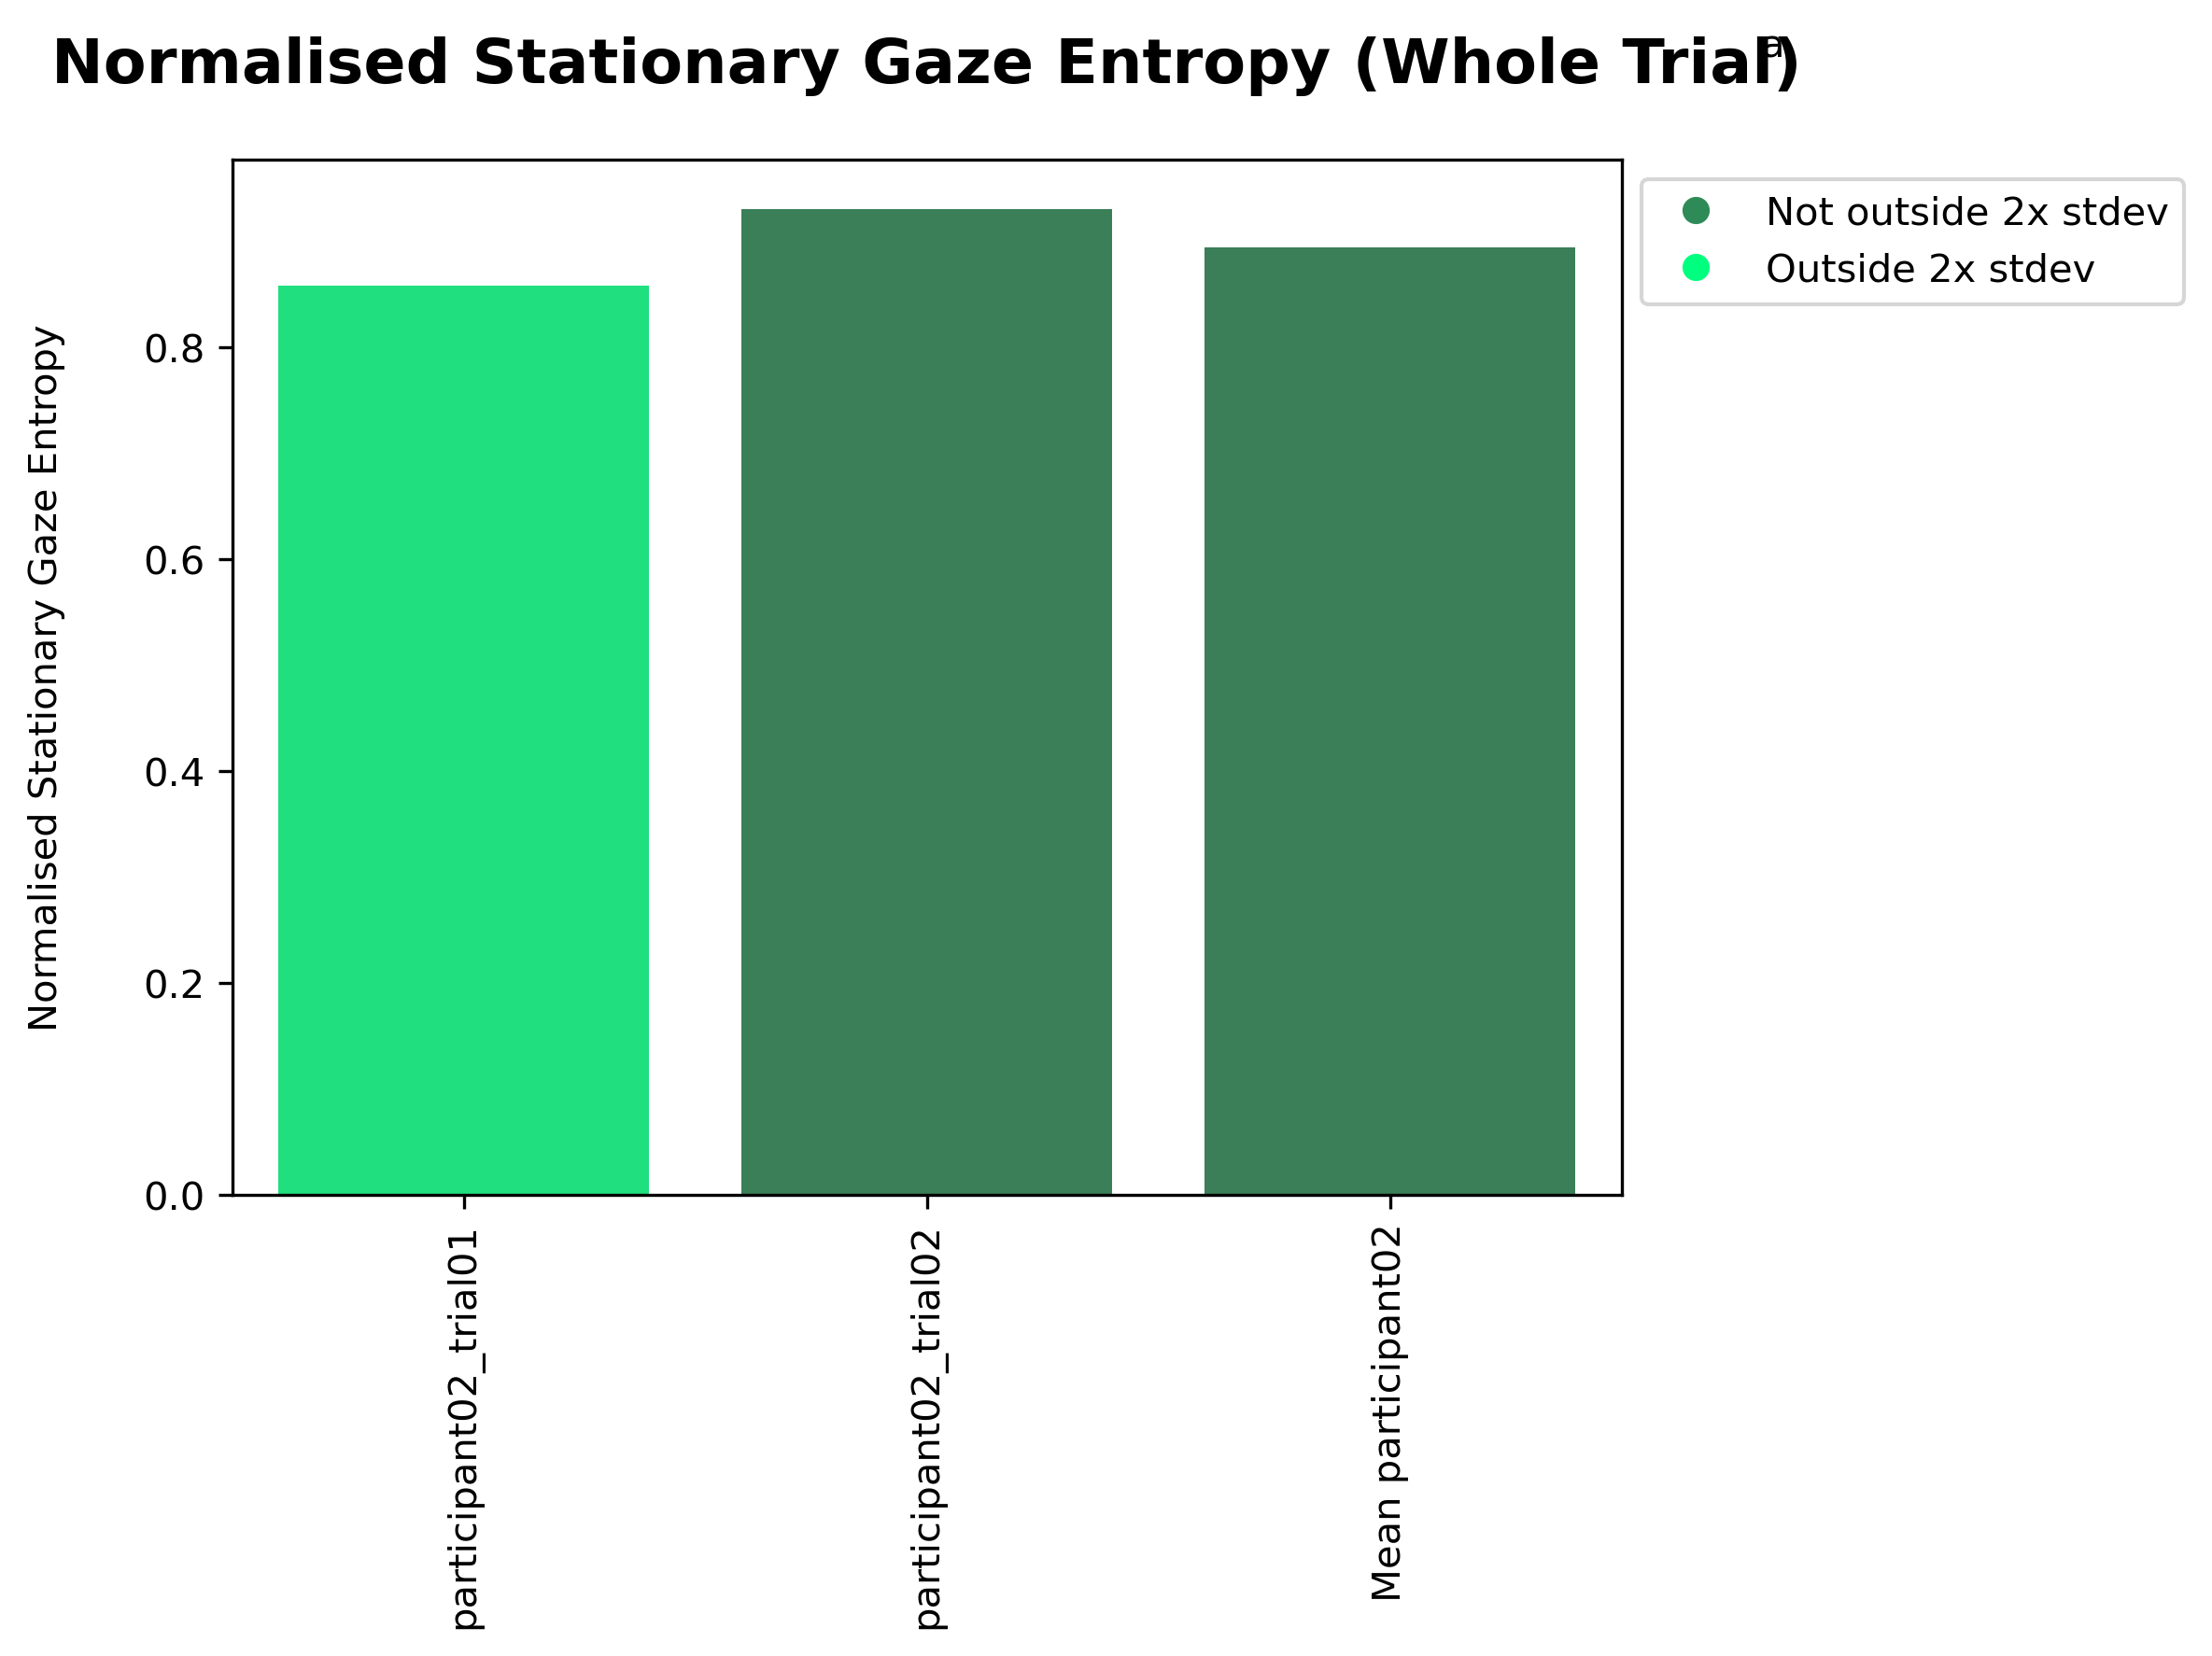 Normalised Stationary Gaze Entropy (Whole Trial)
a
Not outside 2x stdev
Outside 2x stdev
Normalised Stationary Gaze Entropy
0.8
0.6
0.4
0.2
0.0
participant02_trial01
participant02_trial02
Mean participant02